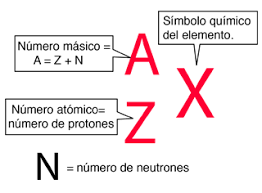 Símbolo químico
del elemento.
Número másico =
A = Z + N
A
X
Número atómico=
número de protones
Z
N = número de neutrones